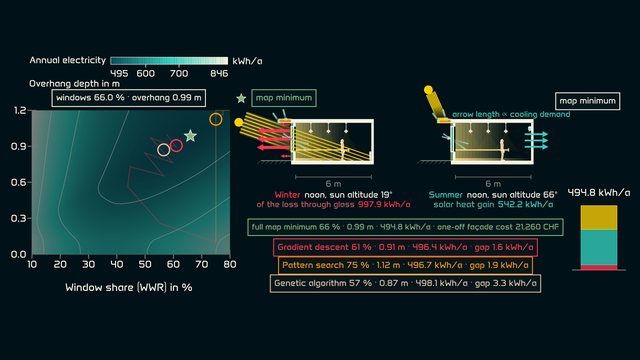 Annual electricity
kWh/a
495 600 700 846
Overhang depth in m
windows 66.0 % · overhang 0.99 m
1.2
0.9
0.6
0.3
0.0
10 20 30 40 50 60 70 80
Window share (WWR) in %
map minimum
6 m
Winter noon, sun altitude 19°
of the loss through glass 997.9 kWh/a
map minimum
arrow length ∝ cooling demand
6 m
Summer noon, sun altitude 66°
solar heat gain 542.2 kWh/a
494.8 kWh/a
full map minimum 66 % · 0.99 m · 494.8 kWh/a · one-off façade cost 21,260 CHF
Gradient descent 61 % · 0.91 m · 496.4 kWh/a · gap 1.6 kWh/a
Pattern search 75 % · 1.12 m · 496.7 kWh/a · gap 1.9 kWh/a
Genetic algorithm 57 % · 0.87 m · 498.1 kWh/a · gap 3.3 kWh/a